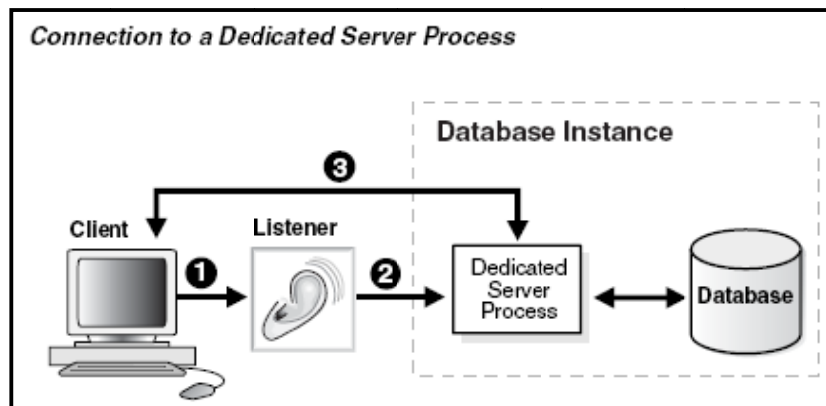 Connection to a Dedicated Server Process
Database Instance
3
Client
Listener
1
2
Dedicated
Server
Process
Database